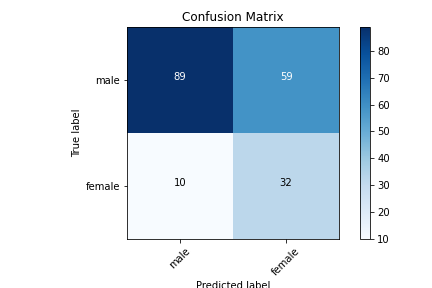 Confusion Matrix
male
89
59
female
10
32
True label
male
female
Predicted label
80
70
60
50
40
30
20
10